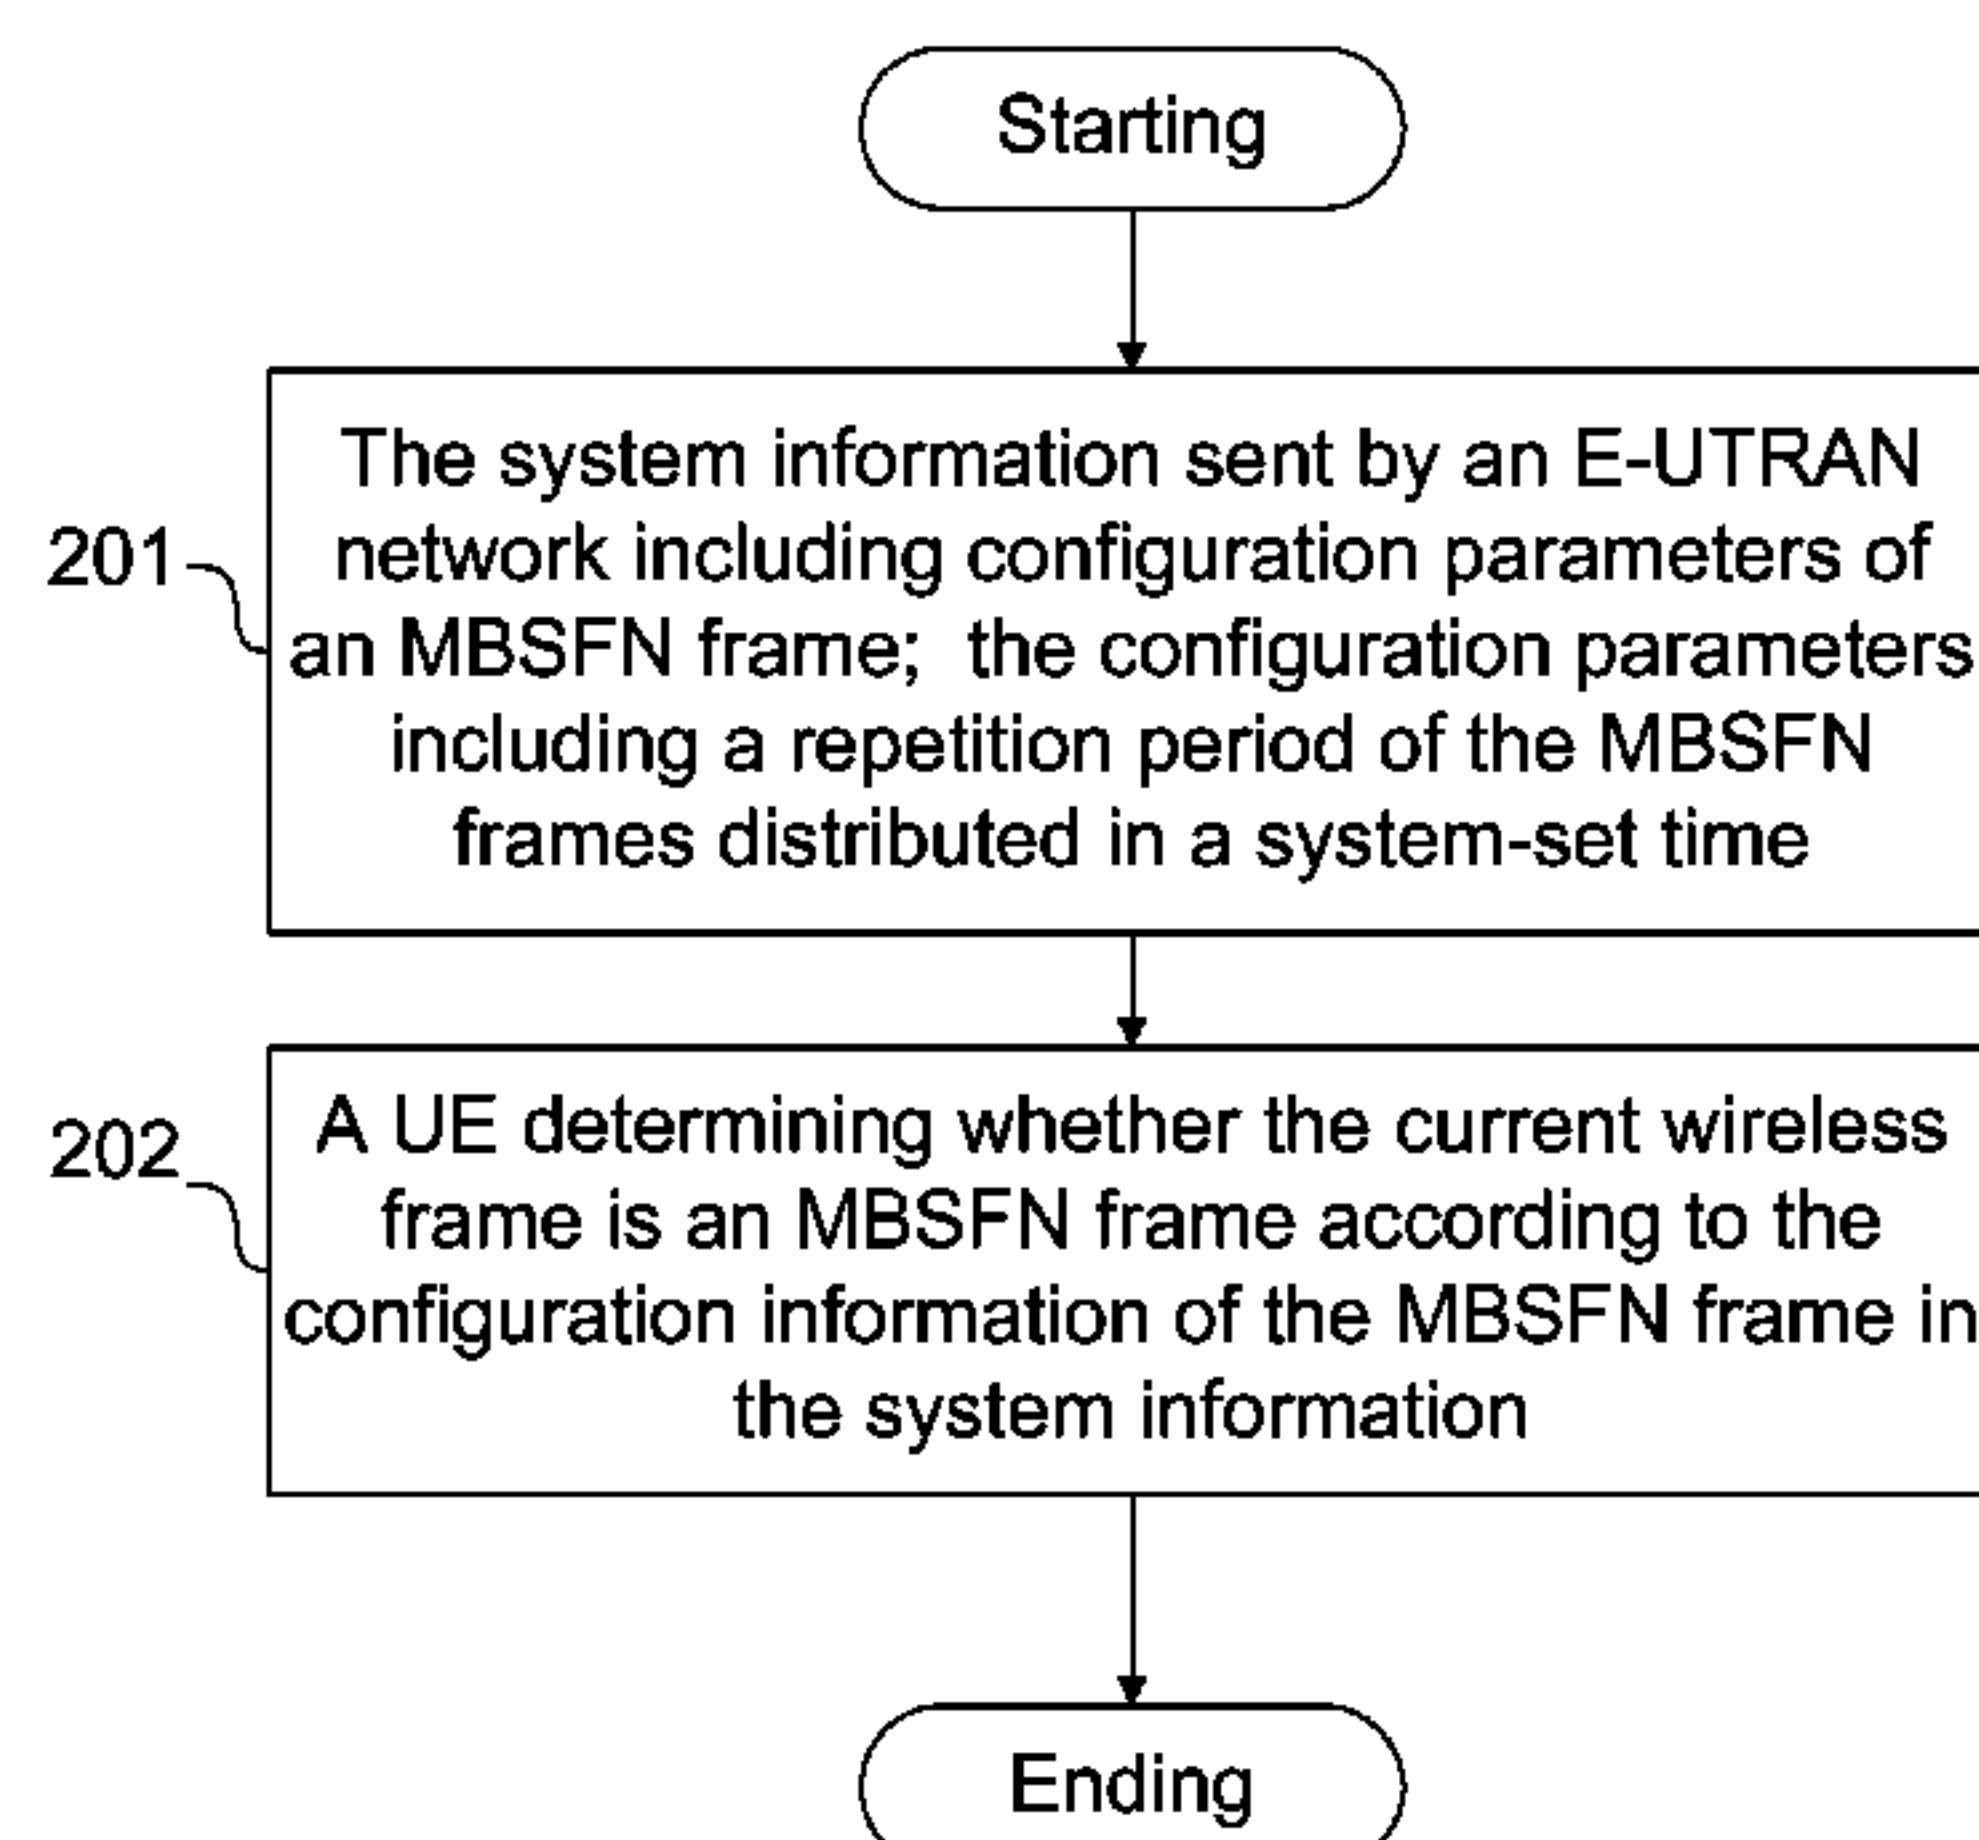 Starting
The system information sent by an E-UTRAN
network including configuration parameters of
201
an MBSFN frame; the configuration parameters
including a repetition period of the MBSFN
frames distributed in a system-set time
202
A UE determining whether the current wireless
frame is an MBSFN frame according to the
configuration information of the MBSFN frame in
the system information
Ending